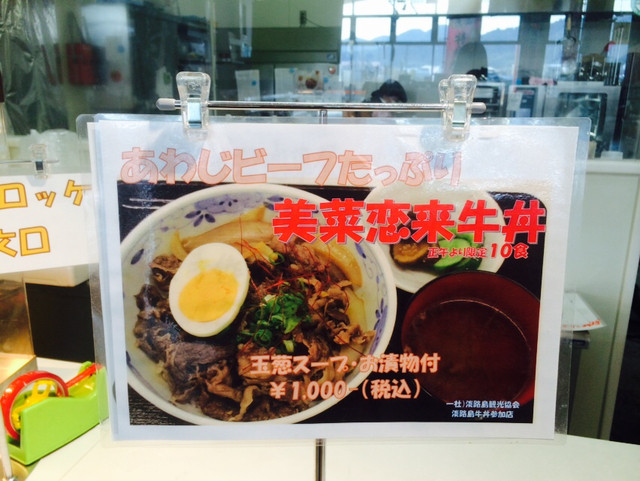 あわじビーフたっぷり
美菜恋来牛丼
正午より限定10食
ロッケ
玉葱スープ・お漬物付
¥1,000-(税込)
一社)淡路島観光協会
淡路島牛丼参加店